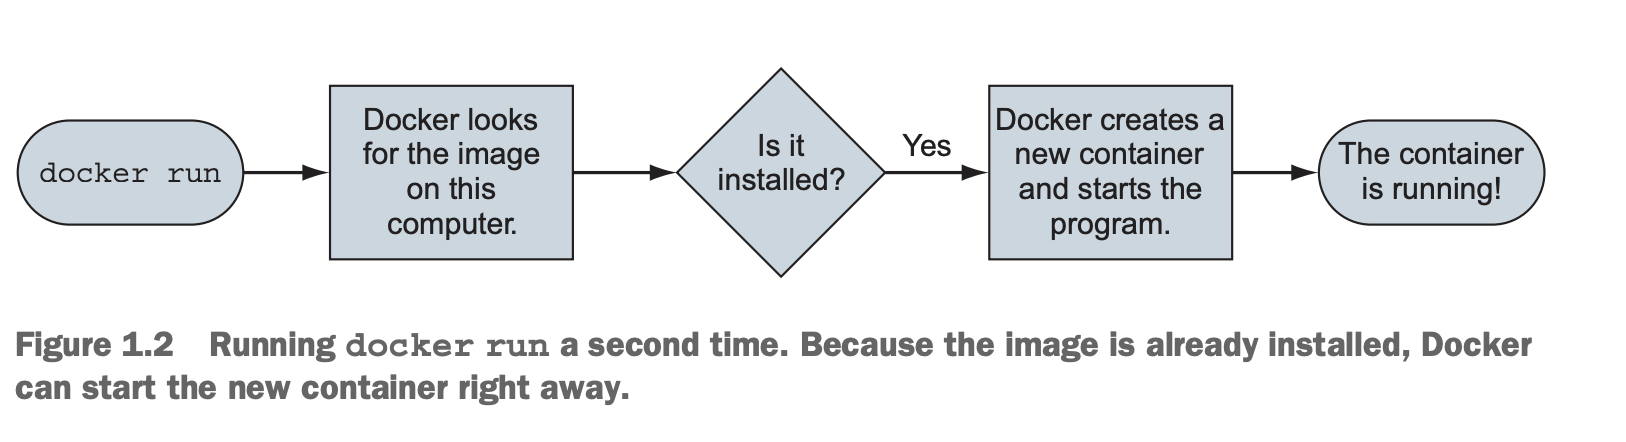 docker run
Docker looks
for the image
on this
computer.
Is it
installed?
Yes
Docker creates a
new container
and starts the
program.
The container
is running!
Figure 1.2 Running docker run a second time. Because the image is already installed, Docker
can start the new container right away.